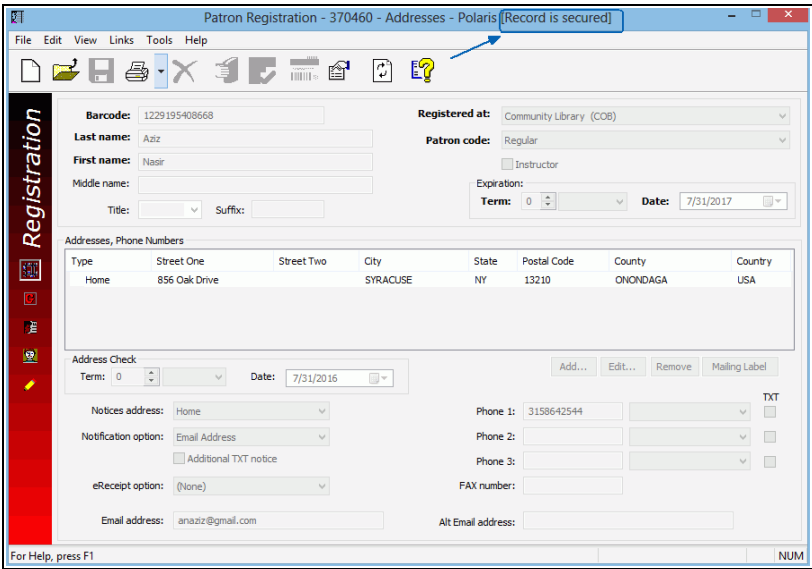 Patron Registration - 370460 - Addresses - Polaris [Record is secured]
File Edit View Links Tools Help
Registration
Barcode: 1229195408668
Registered at: Community Library (COB)
Last name: Aziz
Patron code: Regular
First name: Nasir
Instructor
Middle name:
Expiration:
Term: 0 Date: 7/31/2017
Title: Suffix:
Addresses, Phone Numbers
Type Street One Street Two City State Postal Code County Country
Home 856 Oak Drive SYRACUSE NY 13210 ONONDAGA USA
Address Check
Term: 0 Date: 7/31/2016
Add... Edit... Remove Mailing Label
TXT
Notices address: Home
Phone 1: 3158642544
Notification option: Email Address
Phone 2:
Additional TXT notice
Phone 3:
eReceipt option: (None)
FAX number:
Email address: anaziz@gmail.com
Alt Email address:
For Help, press F1
NUM